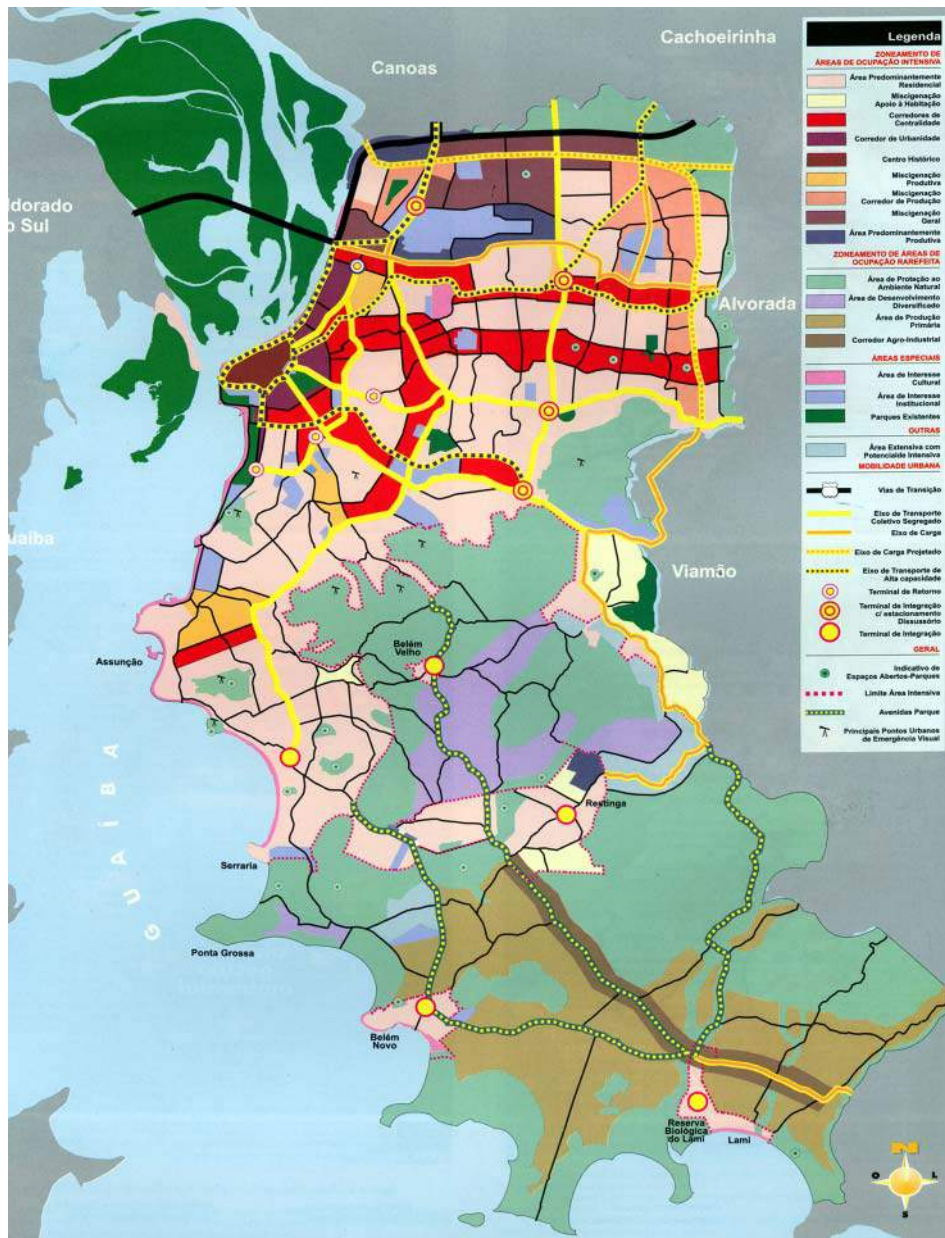 Cachoeirinha
Canoas
ldorado
o Sul
Alvorada
uaíba
Viamão
Belém
Velho
Assunção
Restinga
GUAÍBA
Serraria
Ponta Grossa
Belém
Novo
Reserva
Biológica
do Lami
Lami
N
O
L
S
Legenda
ZONEAMENTO DE
ÁREAS DE OCUPAÇÃO INTENSIVA
Área Predominantemente
Residencial
Miscigenação
Apoio à Habitação
Corredores de
Centralidade
Corredor de Urbanidade
Centro Histórico
Miscigenação
Produtiva
Miscigenação
Corredor de Produção
Miscigenação
Geral
Área Predominantemente
Produtiva
ZONEAMENTO DE ÁREAS DE
OCUPAÇÃO RAREFEITA
Área de Proteção ao
Ambiente Natural
Área de Desenvolvimento
Diversificado
Área de Produção
Primária
Corredor Agro-Industrial
ÁREAS ESPECIAIS
Área de Interesse
Cultural
Área de Interesse
Institucional
Parques Existentes
OUTRAS
Área Extensiva com
Potencialde Intensiva
MOBILIDADE URBANA
Vias de Transição
Eixo de Transporte
Coletivo Segregado
Eixo de Carga
Eixo de Carga Projetado
Eixo de Transporte de
Alta capacidade
Terminal de Retorno
Terminal de Integração
c/ estacionamento
Dissuasório
Terminal de Integração
GERAL
Indicativo de
Espaços Abertos-Parques
Limite Área Intensiva
Avenidas Parque
Principais Pontos Urbanos
de Emergência Visual